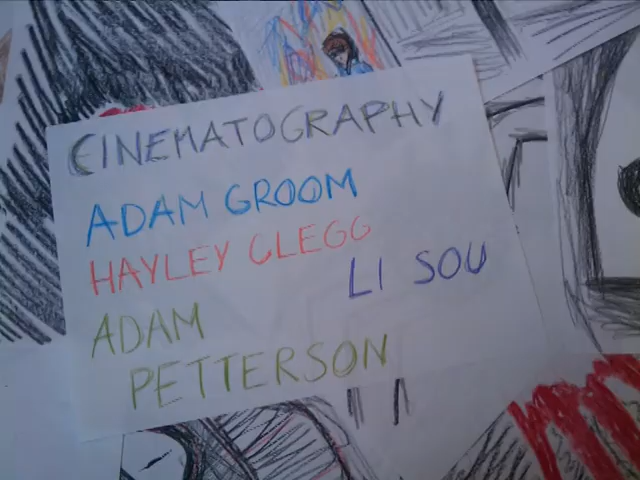 CINEMATOGRAPHY
ADAM GROOM
HAYLEY CLEGG
LI SOU
ADAM
PETTERSON